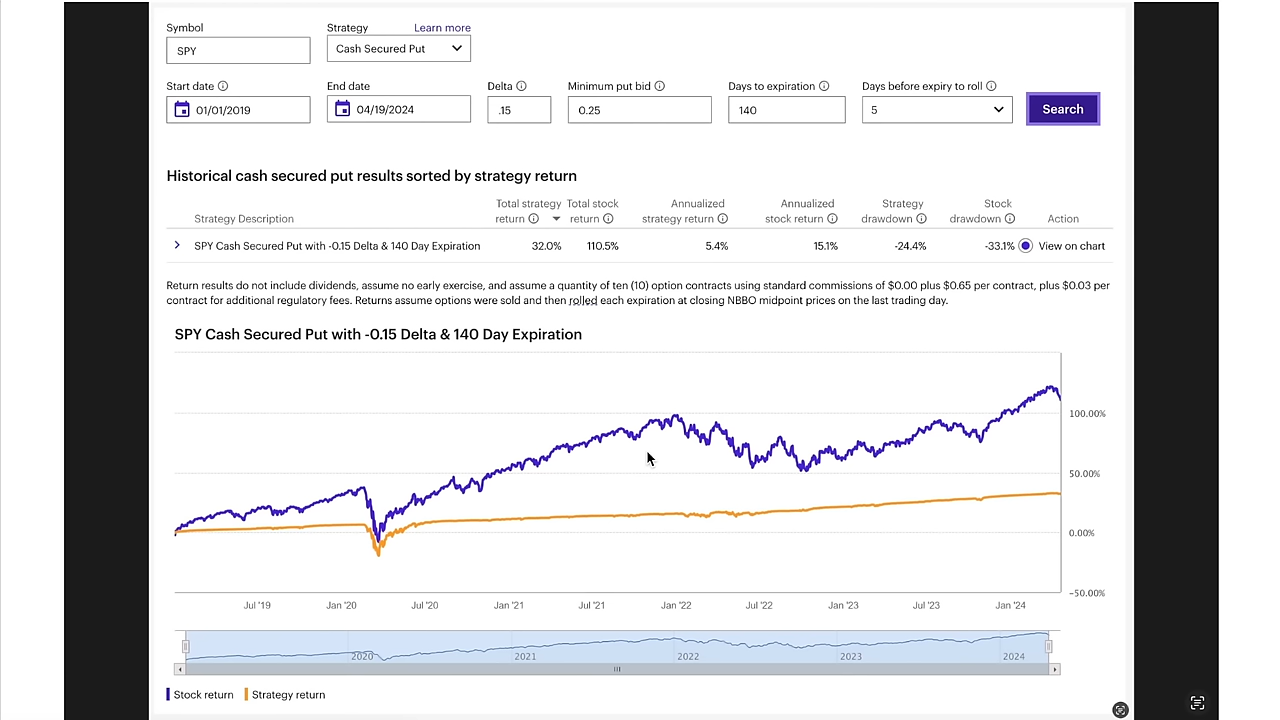 Symbol Strategy Learn more
SPY Cash Secured Put
Start date End date Delta Minimum put bid Days to expiration Days before expiry to roll
01/01/2019 04/19/2024 .15 0.25 140 5 Search
Historical cash secured put results sorted by strategy return
Total strategy Total stock Annualized Annualized Strategy Stock
Strategy Description return return strategy return stock return drawdown drawdown Action
SPY Cash Secured Put with -0.15 Delta & 140 Day Expiration 32.0% 110.5% 5.4% 15.1% -24.4% -33.1% View on chart
Return results do not include dividends, assume no early exercise, and assume a quantity of ten (10) option contracts using standard commissions of $0.00 plus $0.65 per contract, plus $0.03 per
contract for additional regulatory fees. Returns assume options were sold and then rolled each expiration at closing NBBO midpoint prices on the last trading day.
SPY Cash Secured Put with -0.15 Delta & 140 Day Expiration
100.00%
50.00%
0.00%
-50.00%
Jul '19 Jan '20 Jul '20 Jan '21 Jul '21 Jan '22 Jul '22 Jan '23 Jul '23 Jan '24
2020 2021 2022 2023 2024
Stock return Strategy return